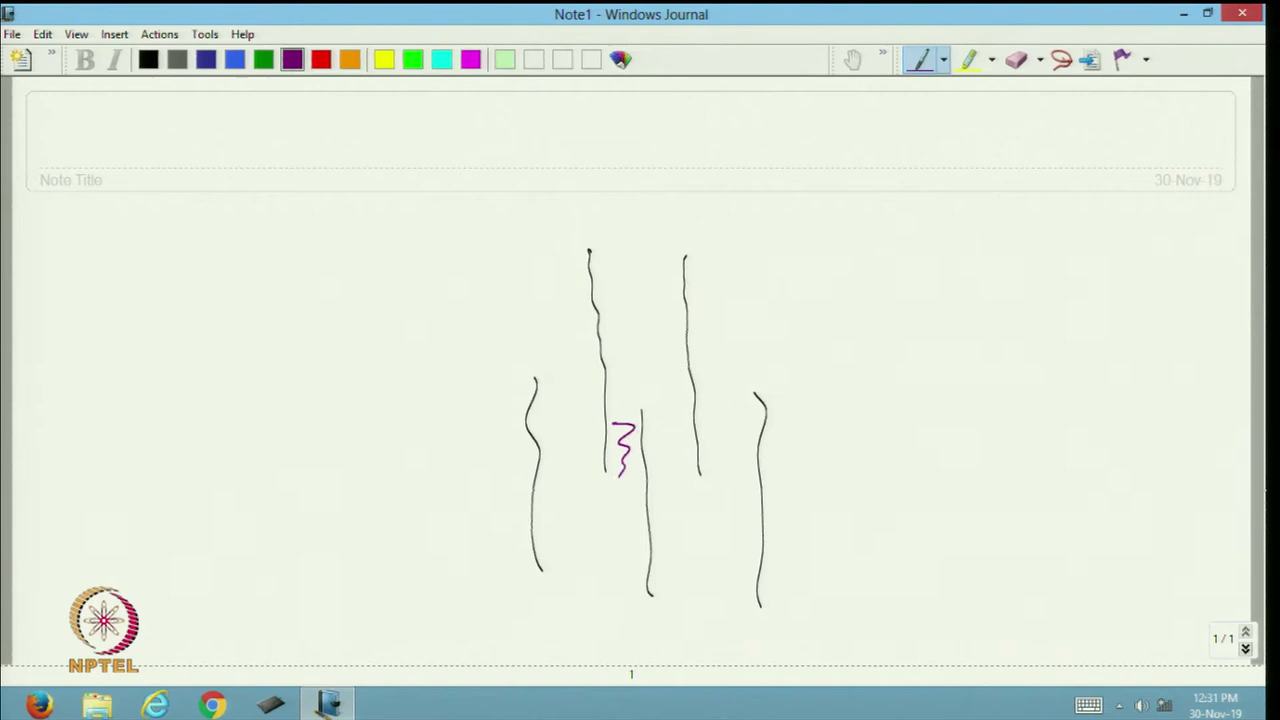 Note1 - Windows Journal
File Edit View Insert Actions Tools Help
B I
Note Title
30-Nov-19
NPTEL
1 / 1
1
12:31 PM
30-Nov-19